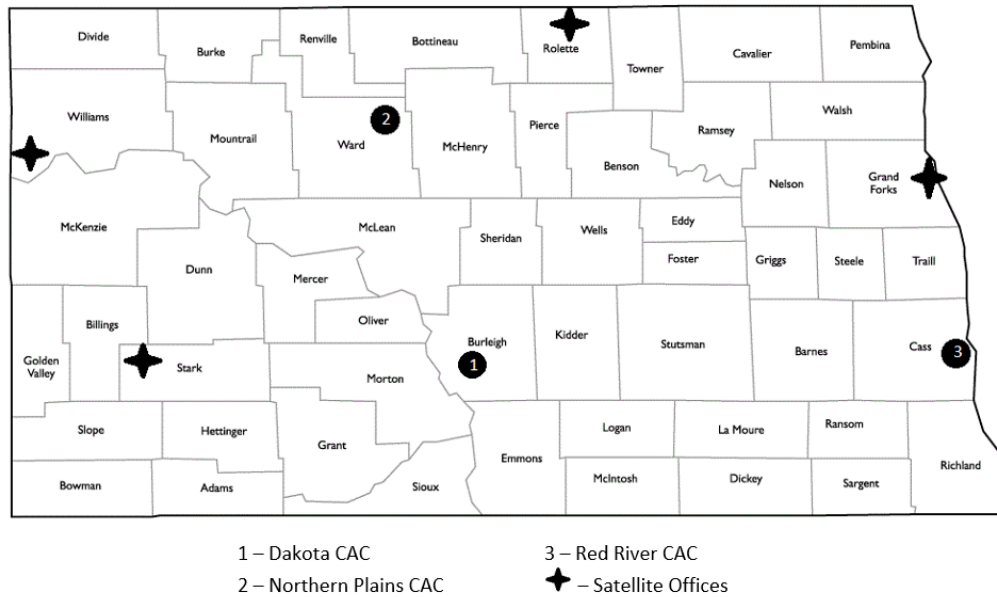 Divide
Burke
Renville
Bottineau
Rolette
Towner
Cavalier
Pembina
Williams
Mountrail
2
Ward
McHenry
Pierce
Benson
Ramsey
Walsh
Nelson
Grand
Forks
McKenzie
Dunn
McLean
Sheridan
Wells
Eddy
Foster
Griggs
Steele
Traill
Mercer
Oliver
Billings
Golden
Valley
Stark
Morton
Burleigh
1
Kidder
Stutsman
Barnes
Cass
3
Slope
Hettinger
Grant
Emmons
Logan
La Moure
Ransom
Richland
Bowman
Adams
Sioux
McIntosh
Dickey
Sargent
1 – Dakota CAC
3 – Red River CAC
2 – Northern Plains CAC
– Satellite Offices